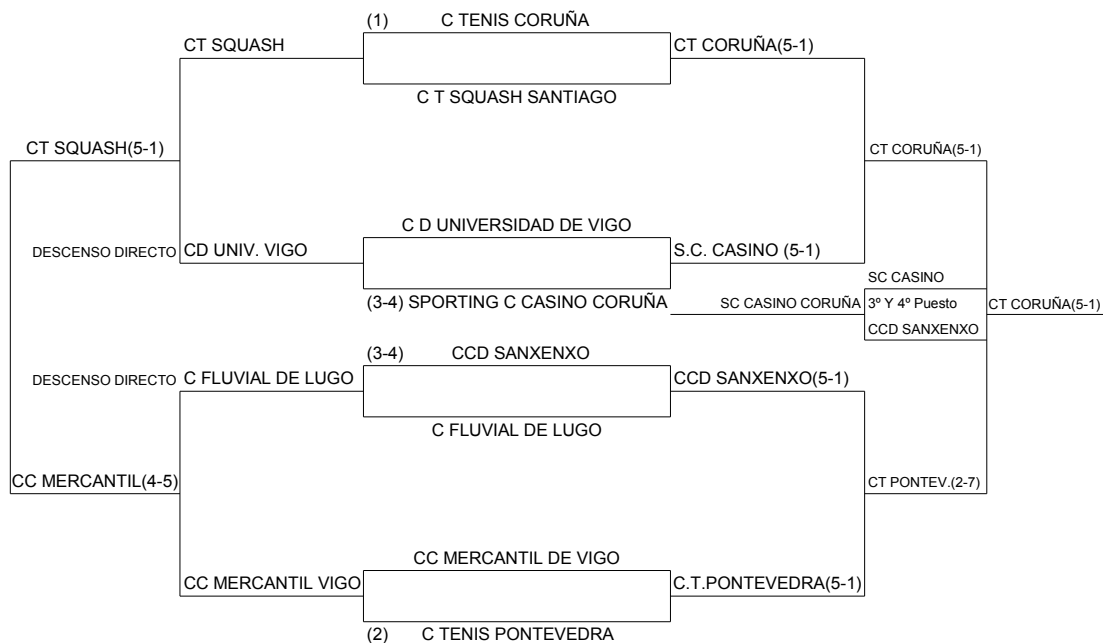 (1) C TENIS CORUÑA
CT SQUASH
CT CORUÑA(5-1)
C T SQUASH SANTIAGO
CT SQUASH(5-1)
CT CORUÑA(5-1)
C D UNIVERSIDAD DE VIGO
DESCENSO DIRECTO
CD UNIV. VIGO
S.C. CASINO (5-1)
SC CASINO
(3-4) SPORTING C CASINO CORUÑA
SC CASINO CORUÑA
3º Y 4º Puesto
CT CORUÑA(5-1)
CCD SANXENXO
(3-4) CCD SANXENXO
DESCENSO DIRECTO
C FLUVIAL DE LUGO
CCD SANXENXO(5-1)
C FLUVIAL DE LUGO
CC MERCANTIL(4-5)
CT PONTEV.(2-7)
CC MERCANTIL DE VIGO
CC MERCANTIL VIGO
C.T.PONTEVEDRA(5-1)
(2) C TENIS PONTEVEDRA